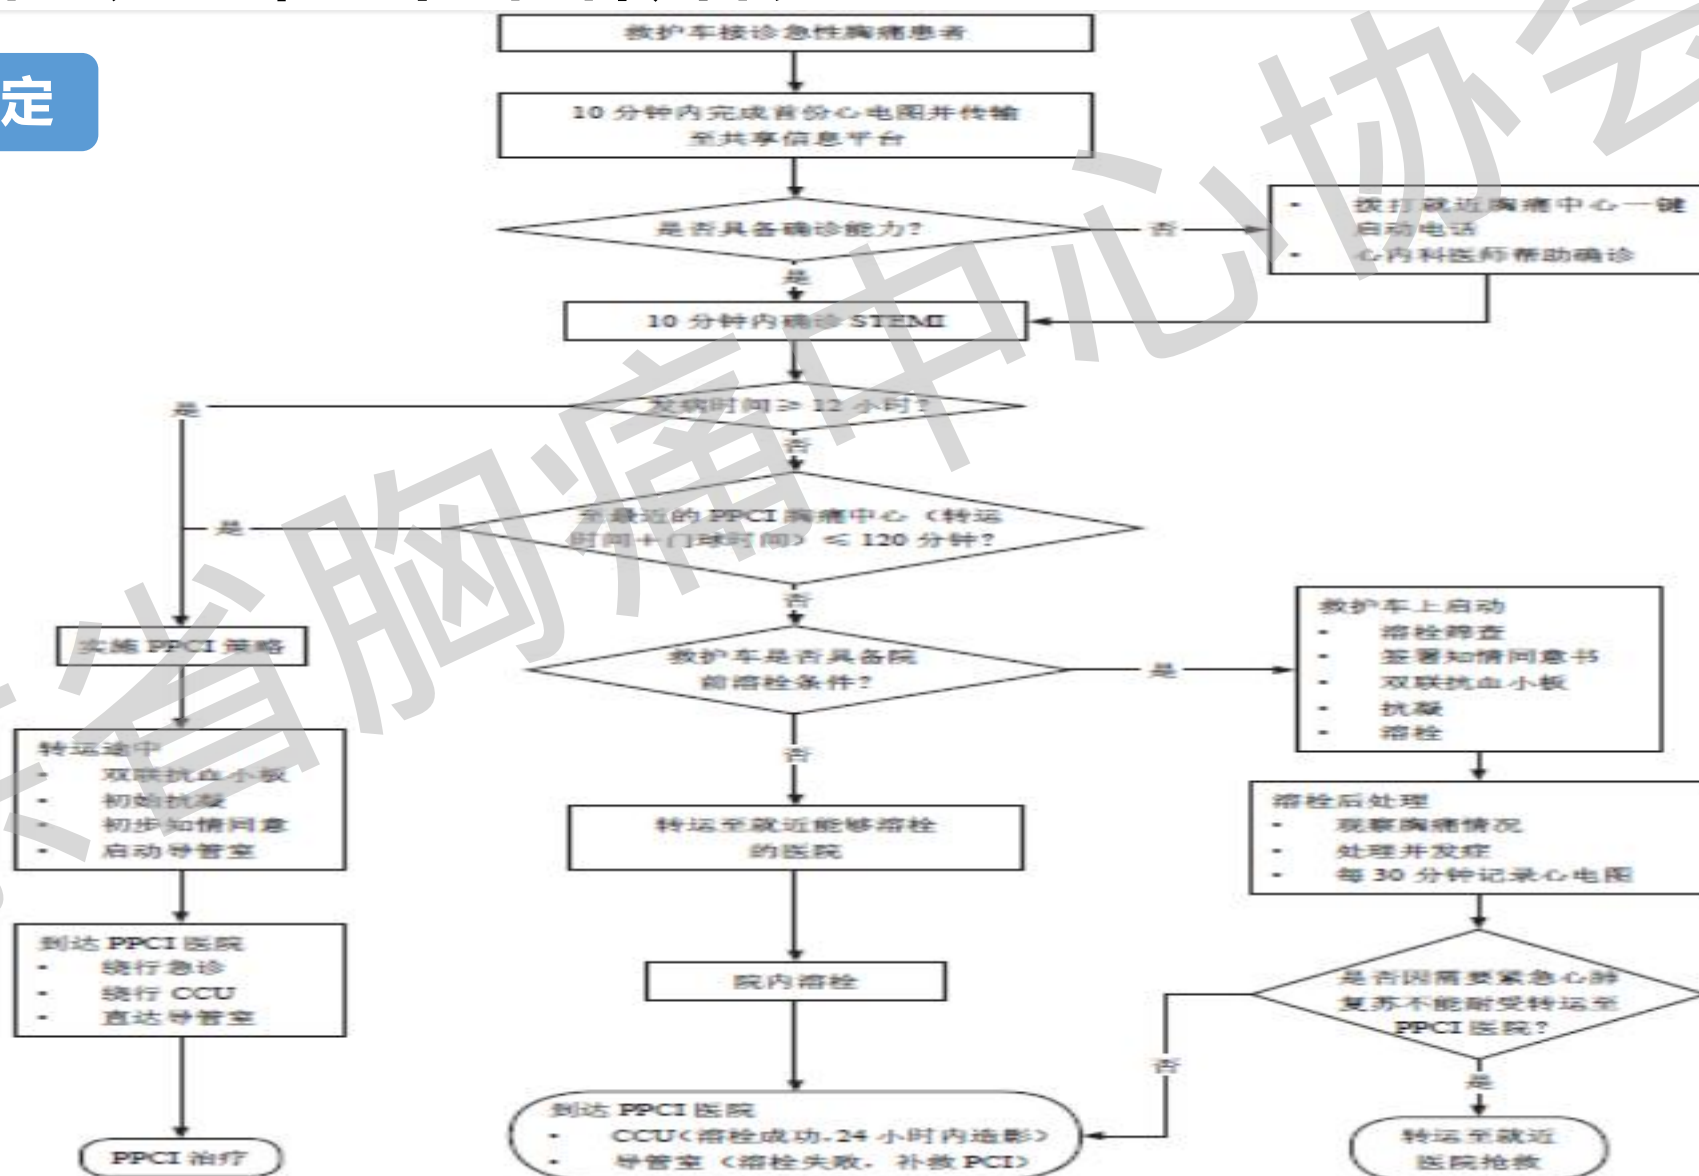 定
救护车接诊急性胸痛患者
10 分钟内完成首份心电图并传输
至共享信息平台
是否具备确诊能力？
否
• 拨打就近胸痛中心一键
启动电话
• 心内科医师帮助确诊
是
10 分钟内确诊 STEMI
发病时间≥ 12 小时？
是
否
至最近的 PPCI 胸痛中心（转运
时间＋门球时间）≤ 120 分钟？
是
否
实施 PPCI 策略
救护车是否具备院
前溶栓条件？
是
救护车上启动
• 溶栓筛查
• 签署知情同意书
• 双联抗血小板
• 抗凝
• 溶栓
否
转运途中
• 双联抗血小板
• 初始抗凝
• 初步知情同意
• 启动导管室
转运至就近能够溶栓
的医院
溶栓后处理
• 观察胸痛情况
• 处理并发症
• 每 30 分钟记录心电图
到达 PPCI 医院
• 绕行急诊
• 绕行 CCU
• 直达导管室
院内溶栓
是否因需要紧急心肺
复苏不能耐受转运至
PPCI 医院？
否
是
PPCI 治疗
到达 PPCI 医院
• CCU（溶栓成功，24 小时内造影）
• 导管室（溶栓失败，补救 PCI）
转运至就近
医院抢救
省胸痛中心协会